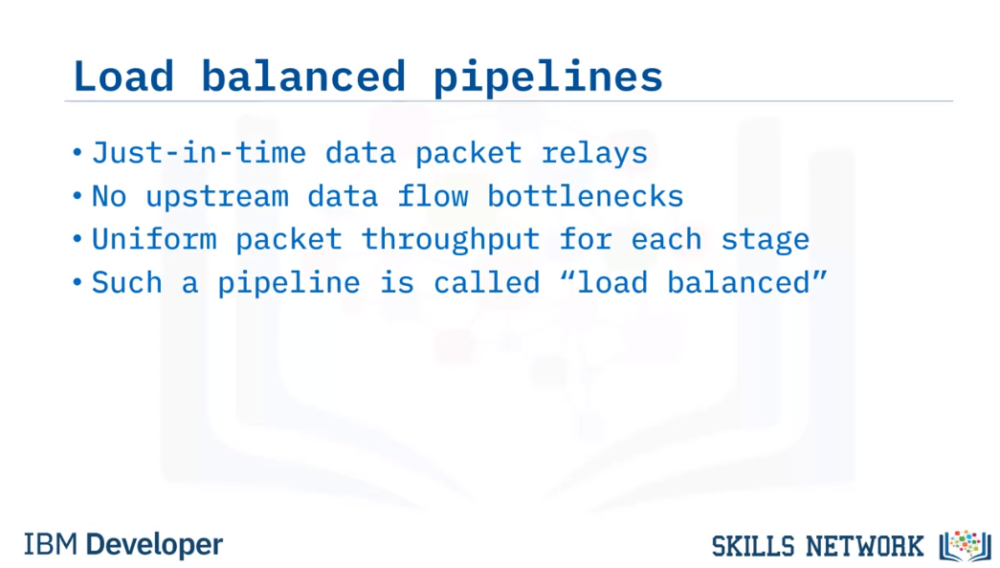 Load balanced pipelines
• Just-in-time data packet relays
• No upstream data flow bottlenecks
• Uniform packet throughput for each stage
• Such a pipeline is called “load balanced”
IBM Developer
SKILLS NETWORK